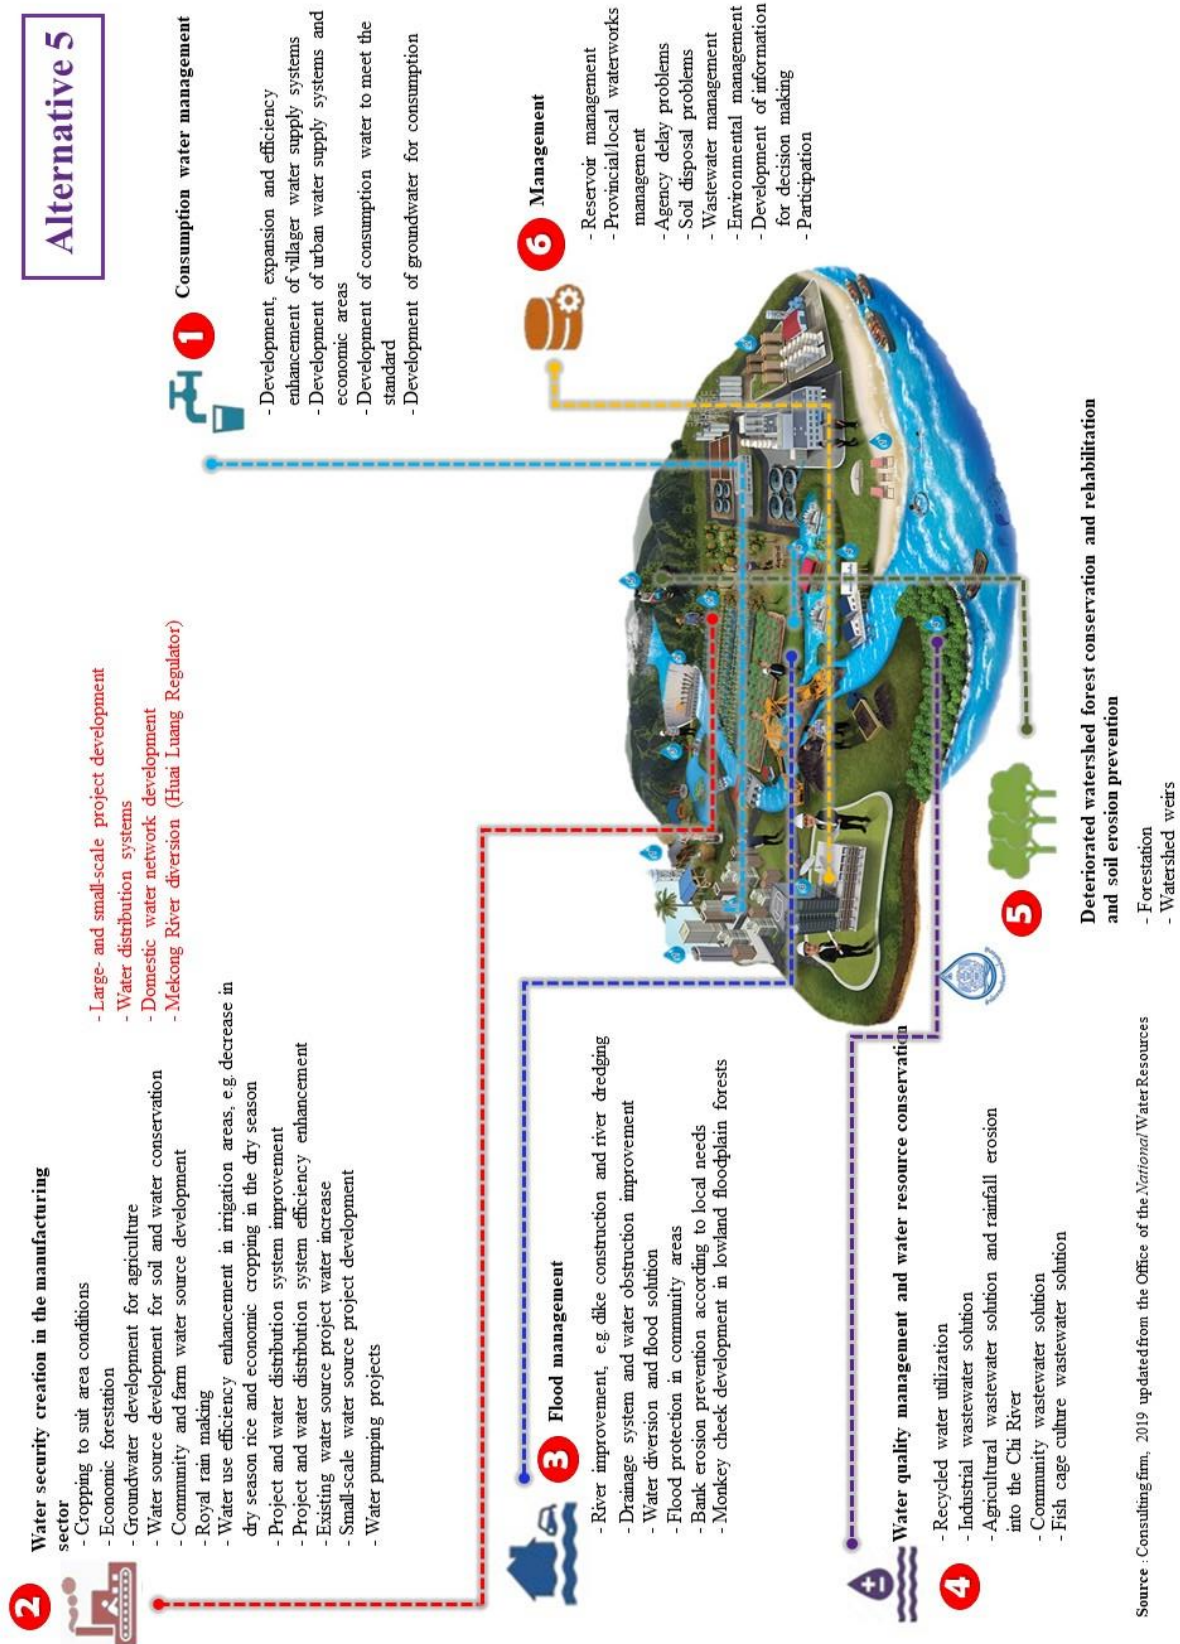 Alternative 5
2
Water security creation in the manufacturing
sector
- Cropping to suit area conditions
- Economic forestation
- Groundwater development for agriculture
- Water source development for soil and water conservation
- Community and farm water source development
- Royal rain making
- Water use efficiency enhancement in irrigation areas, e.g. decrease in
dry season rice and economic cropping in the dry season
- Project and water distribution system improvement
- Project and water distribution system efficiency enhancement
- Existing water source project water increase
- Small-scale water source project development
- Water pumping projects
- Large- and small-scale project development
- Water distribution systems
- Domestic water network development
- Mekong River diversion (Huai Luang Regulator)
1
Consumption water management
- Development, expansion and efficiency
enhancement of villager water supply systems
- Development of urban water supply systems and
economic areas
- Development of consumption water to meet the
standard
- Development of groundwater for consumption
3
Flood management
- River improvement, e.g. dike construction and river dredging
- Drainage system and water obstruction improvement
- Water diversion and flood solution
- Flood protection in community areas
- Bank erosion prevention according to local needs
- Monkey cheek development in lowland floodplain forests
6
Management
- Reservoir management
- Provincial/local waterworks
management
- Agency delay problems
- Soil disposal problems
- Wastewater management
- Environmental management
- Development of information
for decision making
- Participation
4
Water quality management and water resource conservation
- Recycled water utilization
- Industrial wastewater solution
- Agricultural wastewater solution and rainfall erosion
into the Chi River
- Community wastewater solution
- Fish cage culture wastewater solution
5
Deteriorated watershed forest conservation and rehabilitation
and soil erosion prevention
- Forestation
- Watershed weirs
Source : Consulting firm, 2019 updated from the Office of the National Water Resources